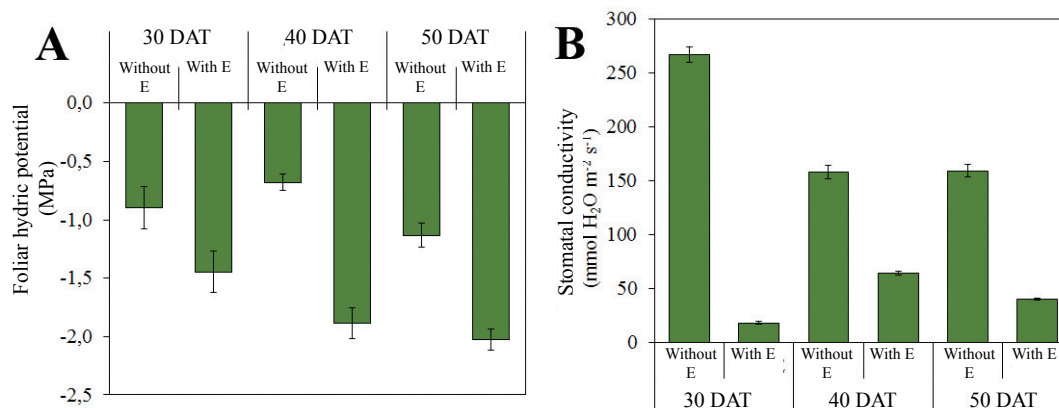 A
30 DAT 40 DAT 50 DAT
Without E With E Without E With E Without E With E
0,0
-0,5
-1,0
-1,5
-2,0
-2,5
Foliar hydric potential
(MPa)
B
300
250
200
150
100
50
0
Stomatal conductivity
(mmol H₂O m⁻² s⁻¹)
Without E With E Without E With E Without E With E
30 DAT 40 DAT 50 DAT